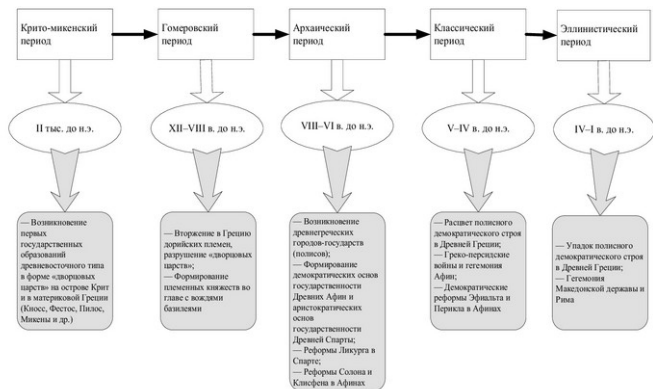 Крито-микенский
период
Гомеровский
период
Архаический
период
Классический
период
Эллинистический
период
II тыс. до н.э.
XII–VIII в. до н.э.
VIII–VI в. до н.э.
V–IV в. до н.э.
IV–I в. до н.э.
— Возникновение
первых
государственных
образований
древневосточного типа
в форме «дворцовых
царств» на острове Крит
и в материковой Греции
(Кносс, Фестос, Пилос,
Микены и др.)
— Вторжение в Грецию
дорийских племен,
разрушение «дворцовых
царств»;
— Формирование
племенных княжеств во
главе с вождями
базилеями
— Возникновение
древнегреческих
городов-государств
(полисов);
— Формирование
демократических основ
государственности
Древних Афин и
аристократических
основ
государственности
Древней Спарты;
— Реформы Ликурга в
Спарте;
— Реформы Солона и
Клисфена в Афинах
— Расцвет полисного
демократического строя
в Древней Греции;
— Греко-персидские
войны и гегемония
Афин;
— Демократические
реформы Эфиальта и
Перикла в Афинах
— Упадок полисного
демократического строя в
Древней Греции;
— Гегемония
Македонской державы и
Рима